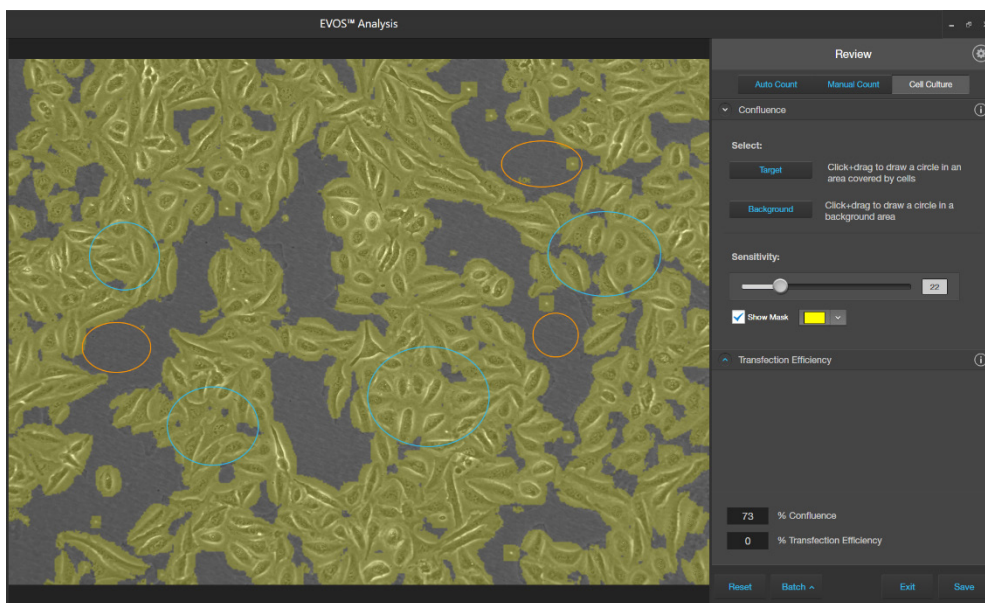 EVOS™ Analysis
Review
Auto Count
Manual Count
Cell Culture
Confluence
Select:
Target
Click+drag to draw a circle in an
area covered by cells
Background
Click+drag to draw a circle in a
background area
Sensitivity:
22
Show Mask
Transfection Efficiency
73 % Confluence
0 % Transfection Efficiency
Reset
Batch
Exit
Save